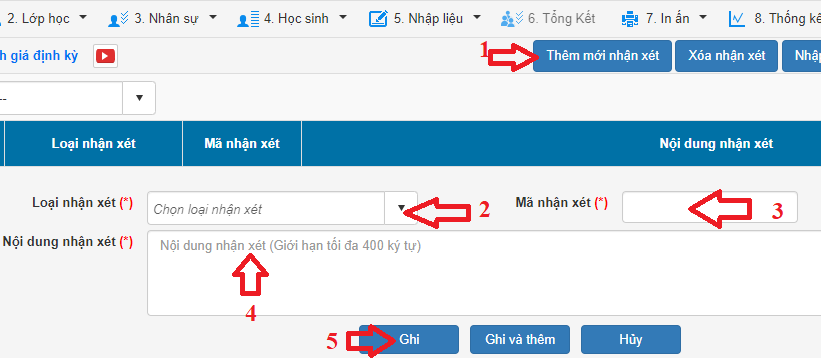 2. Lớp học 3. Nhân sự 4. Học sinh 5. Nhập liệu 6. Tổng Kết 7. In ấn 8. Thống kê
h giá định kỳ 1 Thêm mới nhận xét Xóa nhận xét Nhập
--
Loại nhận xét Mã nhận xét Nội dung nhận xét
Loại nhận xét (*) Chọn loại nhận xét 2 Mã nhận xét (*) 3
Nội dung nhận xét (*) Nội dung nhận xét (Giới hạn tối đa 400 ký tự)
4
5 Ghi Ghi và thêm Hủy